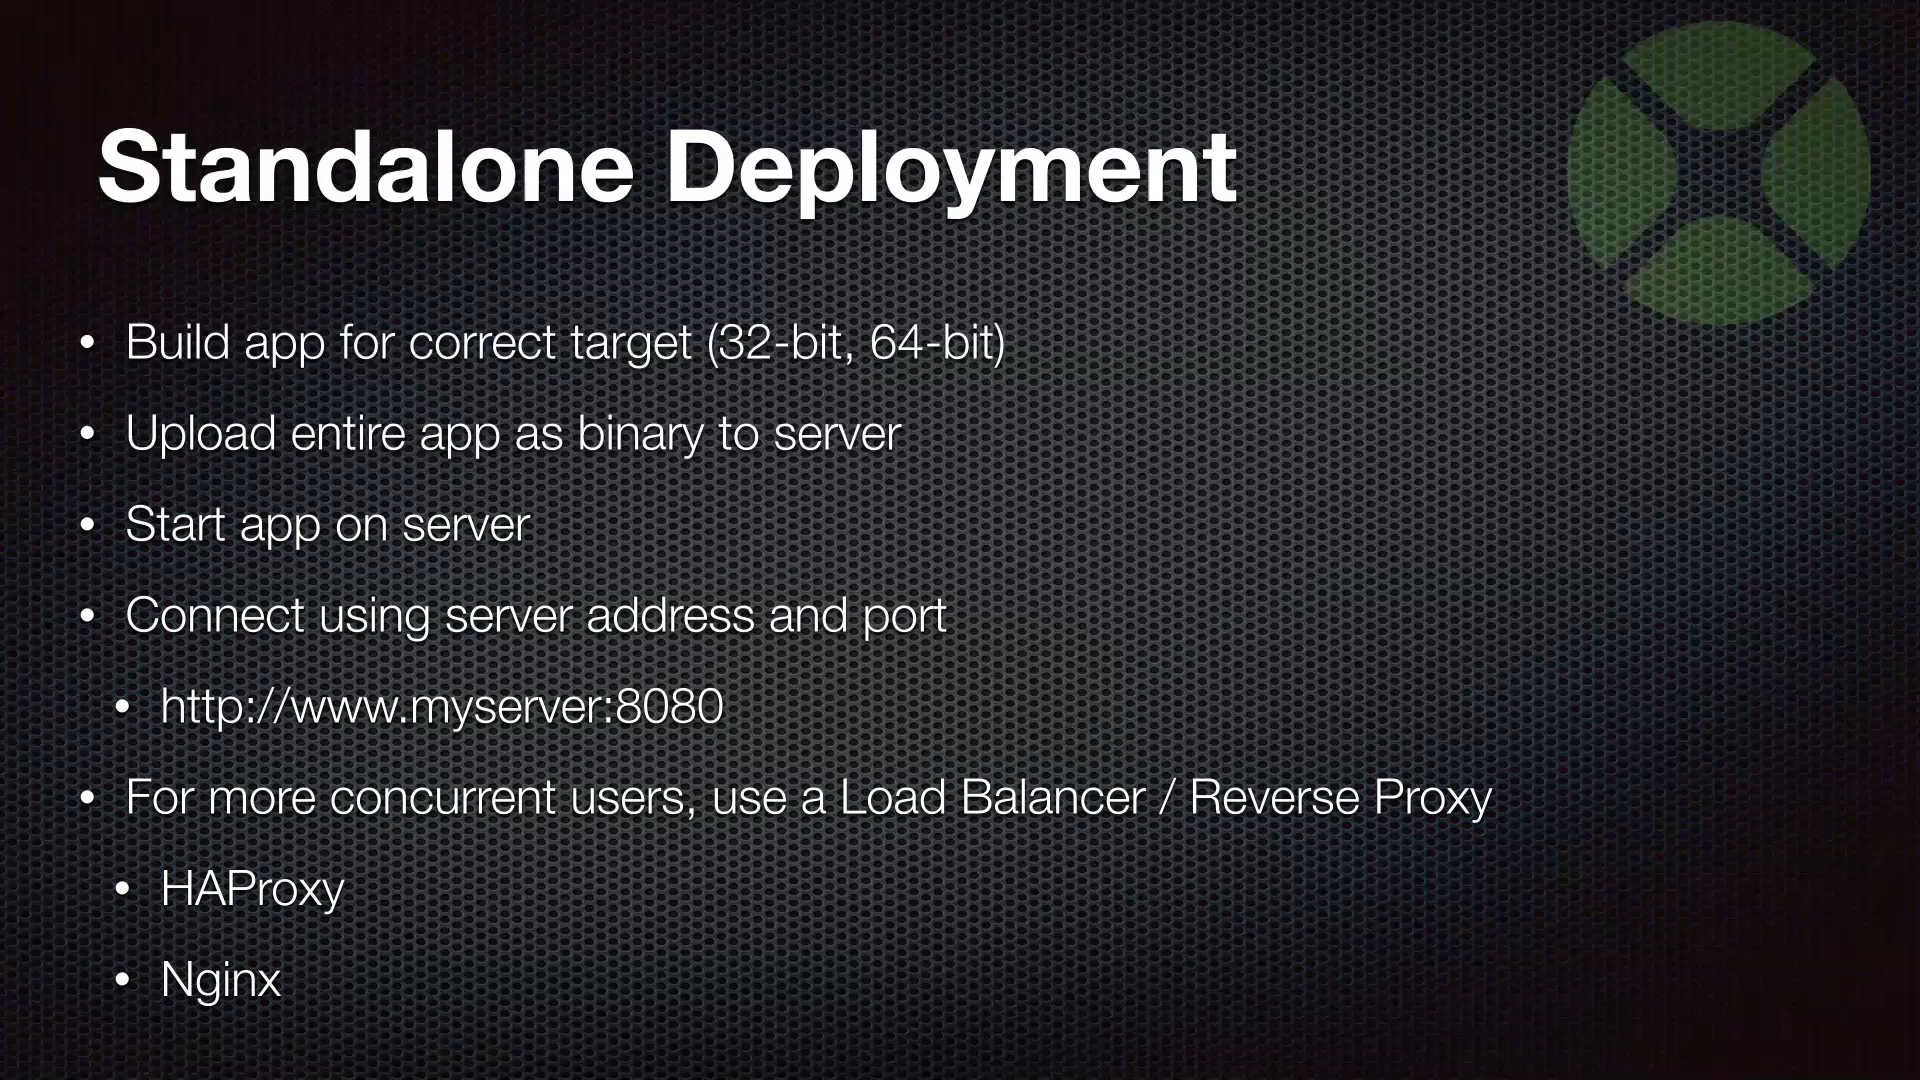 Standalone Deployment
• Build app for correct target (32-bit, 64-bit)
• Upload entire app as binary to server
• Start app on server
• Connect using server address and port
• http://www.myserver:8080
• For more concurrent users, use a Load Balancer / Reverse Proxy
• HAProxy
• Nginx